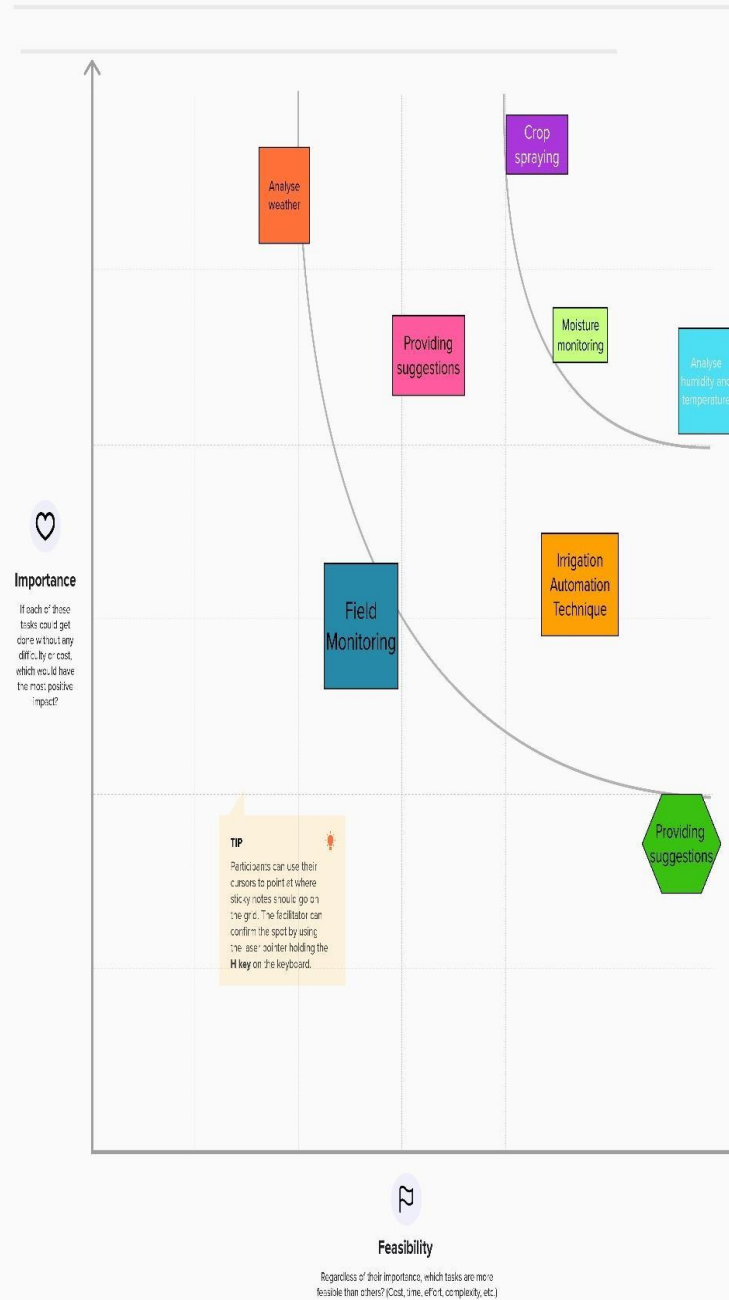 Crop
spraying
Analyse
weather
Moisture
monitoring
Providing
suggestions
Analyse
humidity and
temperature
Importance
If each of these
tasks could get
done without any
difficulty or cost,
which would have
the most positive
impact?
Irrigation
Automation
Technique
Field
Monitoring
Providing
suggestions
TIP
Participants can use their
cursors to point at where
sticky notes should go on
the grid. The facilitator can
confirm the spot by using
the laser pointer holding the
H key on the keyboard.
Feasibility
Regardless of their importance, which tasks are more
feasible than others? (Cost, time, effort, complexity, etc.)